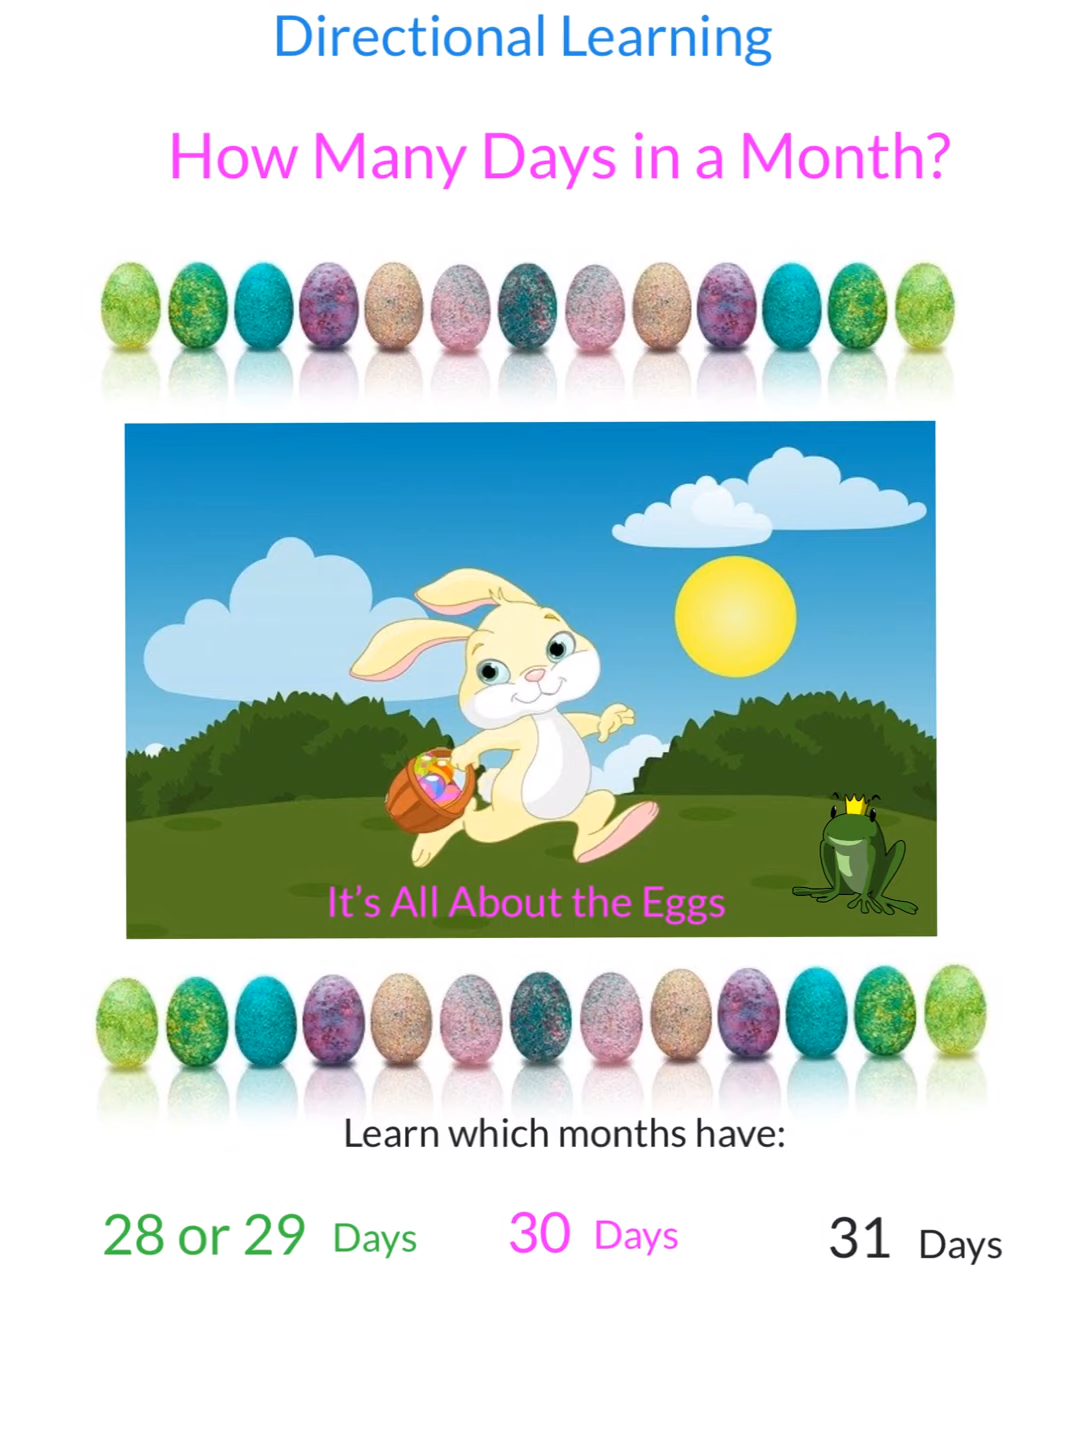 Directional Learning
How Many Days in a Month?
It’s All About the Eggs
Learn which months have:
28 or 29 Days 30 Days 31 Days